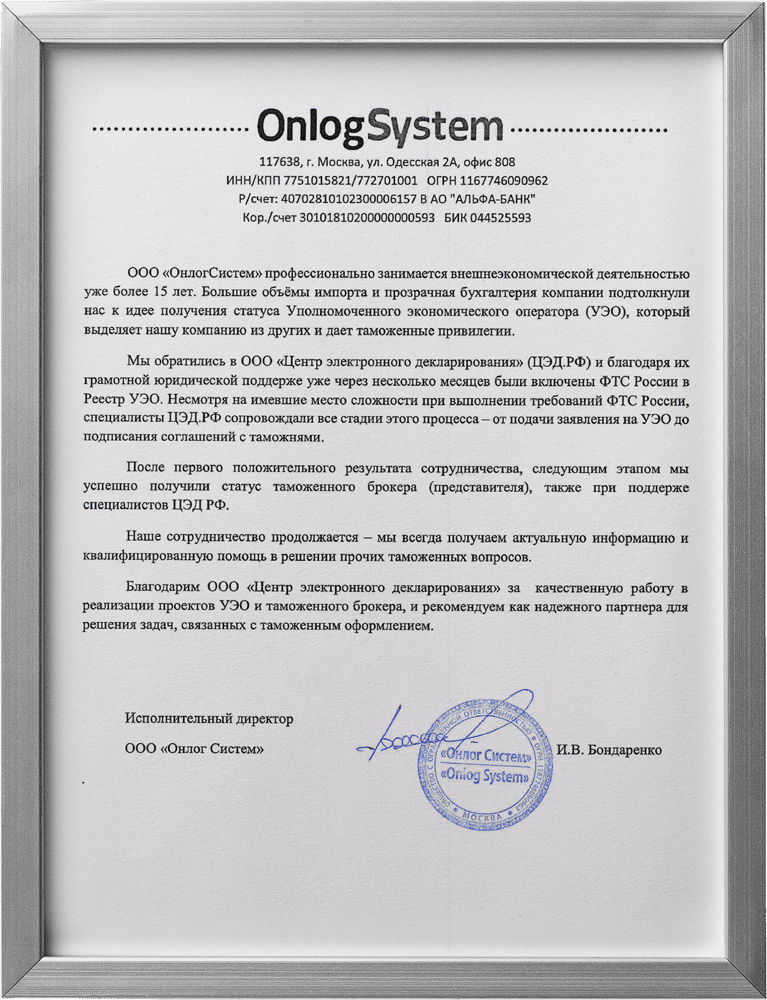 OnlogSystem
117638, г. Москва, ул. Одесская 2А, офис 808
ИНН/КПП 7751015821/772701001 ОГРН 1167746090962
Р/счет: 40702810102300006157 В АО "АЛЬФА-БАНК"
Кор./счет 30101810200000000593 БИК 044525593
ООО «ОнлогСистем» профессионально занимается внешнеэкономической деятельностью
уже более 15 лет. Большие объёмы импорта и прозрачная бухгалтерия компании подтолкнули
нас к идее получения статуса Уполномоченного экономического оператора (УЭО), который
выделяет нашу компанию из других и дает таможенные привилегии.
Мы обратились в ООО «Центр электронного декларирования» (ЦЭД.РФ) и благодаря их
грамотной юридической поддержке уже через несколько месяцев были включены ФТС России в
Реестр УЭО. Несмотря на имевшие место сложности при выполнении требований ФТС России,
специалисты ЦЭД.РФ сопровождали все стадии этого процесса – от подачи заявления на УЭО до
подписания соглашений с таможнями.
После первого положительного результата сотрудничества, следующим этапом мы
успешно получили статус таможенного брокера (представителя), также при поддержке
специалистов ЦЭД РФ.
Наше сотрудничество продолжается – мы всегда получаем актуальную информацию и
квалифицированную помощь в решении прочих таможенных вопросов.
Благодарим ООО «Центр электронного декларирования» за качественную работу в
реализации проектов УЭО и таможенного брокера, и рекомендуем как надежного партнера для
решения задач, связанных с таможенным оформлением.
Исполнительный директор
ООО «Онлог Систем»
И.В. Бондаренко
ОБЩЕСТВО С ОГРАНИЧЕННОЙ ОТВЕТСТВЕННОСТЬЮ * ОГРН 1167746090962
«Онлог Систем»
«Onlog System»
* МОСКВА *